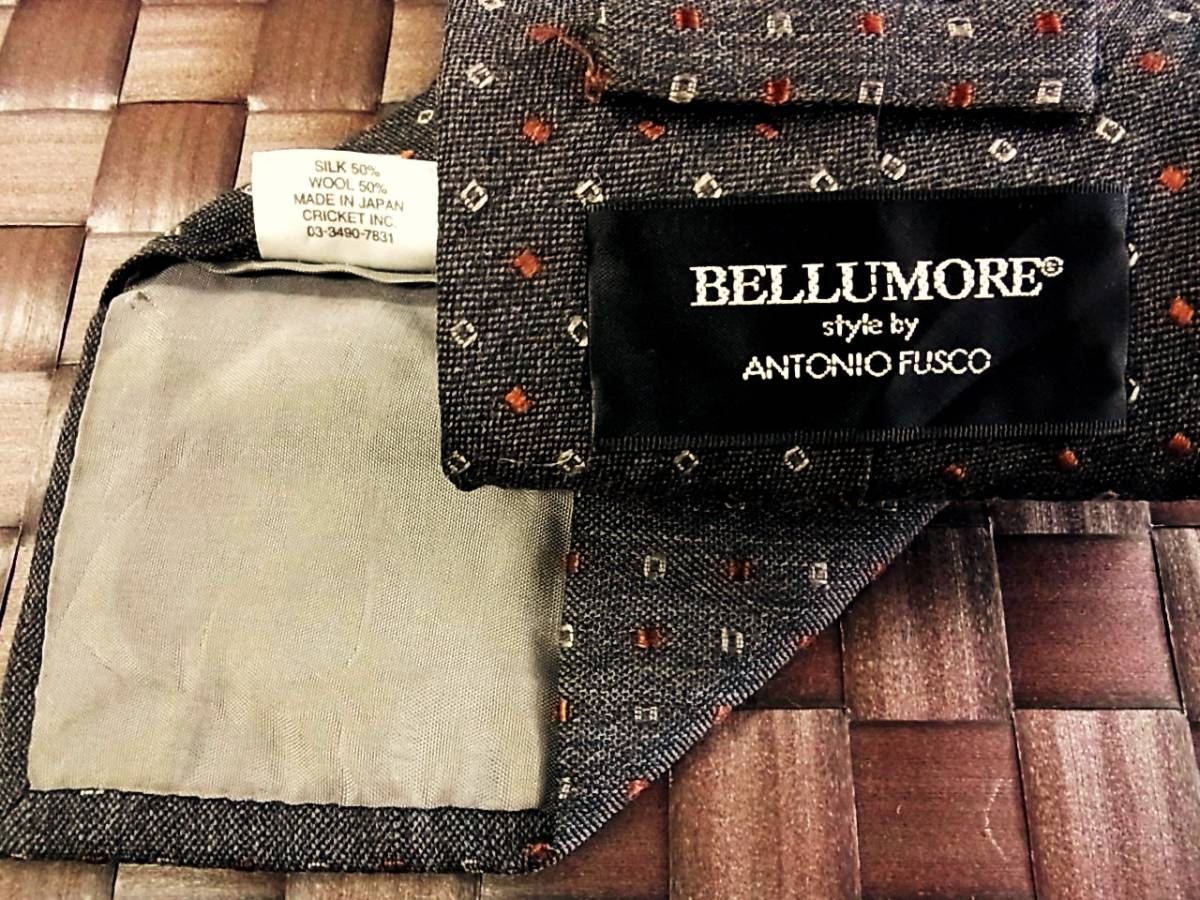 SILK 50%
WOOL 50%
MADE IN JAPAN
CRICKET INC.
03-3490-7831
BELLUMORE®
style by
ANTONIO FUSCO